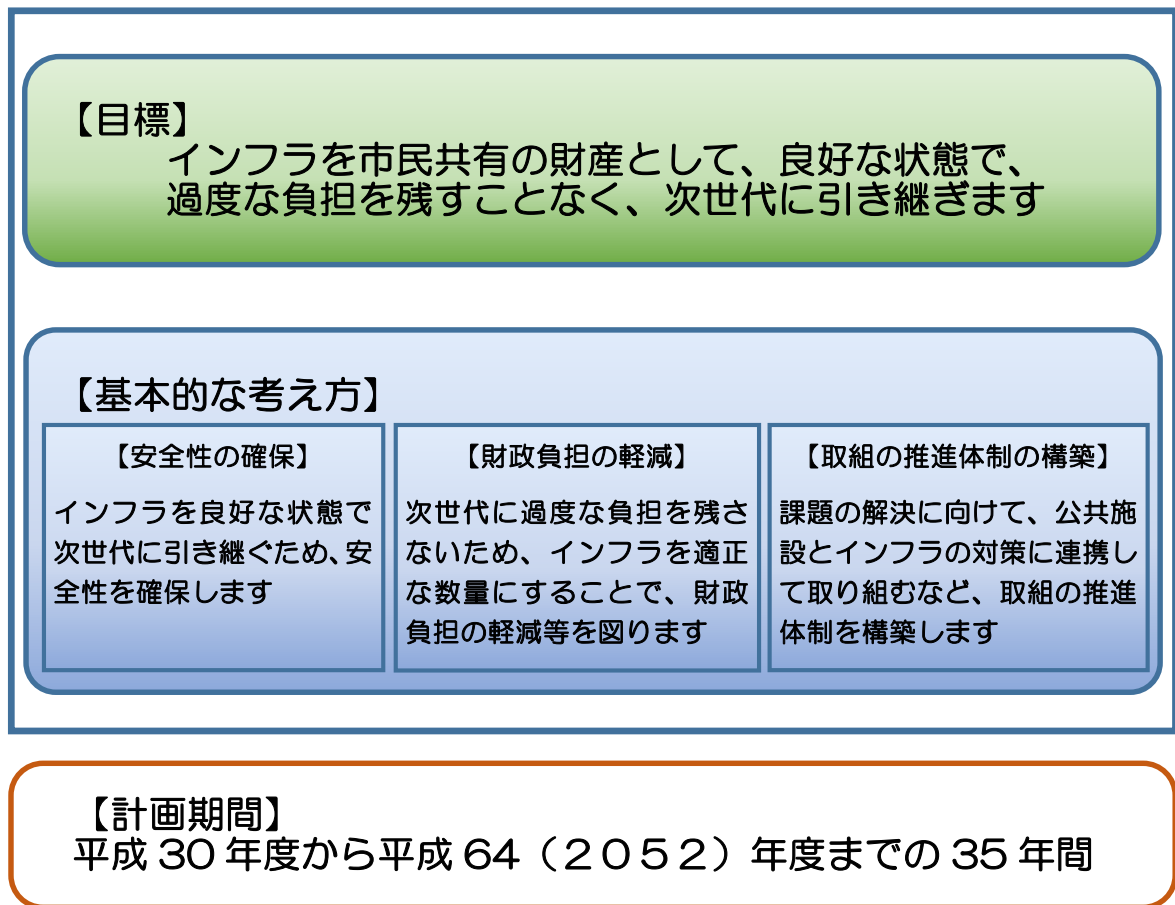 【目標】
インフラを市民共有の財産として、良好な状態で、
過度な負担を残すことなく、次世代に引き継ぎます
【基本的な考え方】
【安全性の確保】
インフラを良好な状態で
次世代に引き継ぐため、安
全性を確保します
【財政負担の軽減】
次世代に過度な負担を残さ
ないため、インフラを適正
な数量にすることで、財政
負担の軽減等を図ります
【取組の推進体制の構築】
課題の解決に向けて、公共施
設とインフラの対策に連携し
て取り組むなど、取組の推進
体制を構築します
【計画期間】
平成 30 年度から平成 64（２０５２）年度までの 35 年間